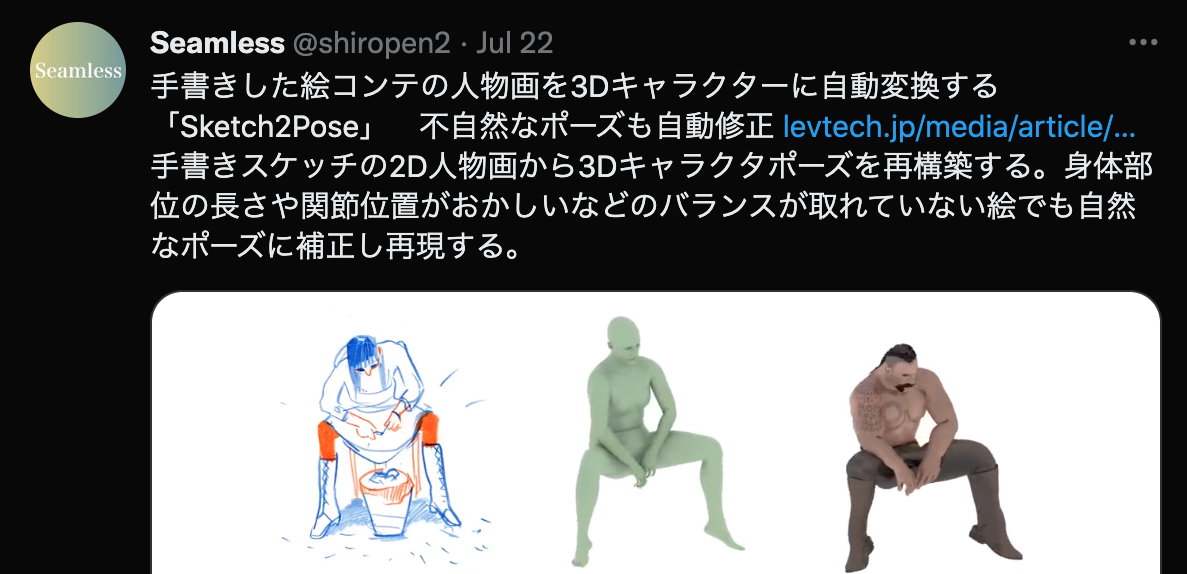 Seamless
Seamless @shiropen2 · Jul 22
手書きした絵コンテの人物画を3Dキャラクターに自動変換する
「Sketch2Pose」　不自然なポーズも自動修正 levtech.jp/media/article/…
手書きスケッチの2D人物画から3Dキャラクタポーズを再構築する。身体部
位の長さや関節位置がおかしいなどのバランスが取れていない絵でも自然
なポーズに補正し再現する。